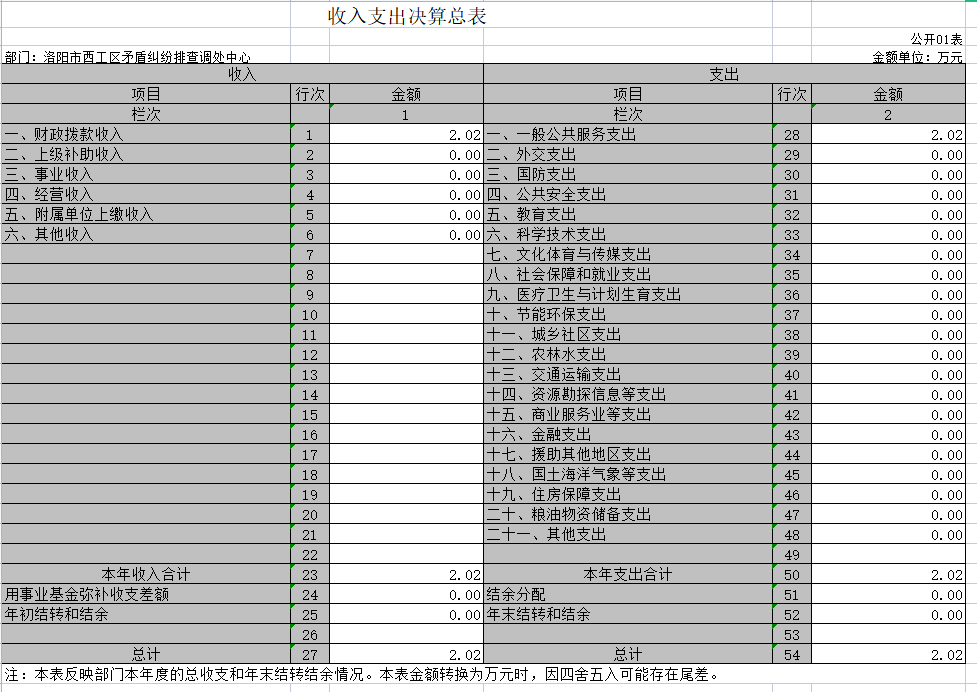 收入支出决算总表
公开01表
部门：洛阳市西工区矛盾纠纷排查调处中心 金额单位：万元
收入 支出
项目 行次 金额 项目 行次 金额
栏次 1 栏次 2
一、财政拨款收入 1 2.02 一、一般公共服务支出 28 2.02
二、上级补助收入 2 0.00 二、外交支出 29 0.00
三、事业收入 3 0.00 三、国防支出 30 0.00
四、经营收入 4 0.00 四、公共安全支出 31 0.00
五、附属单位上缴收入 5 0.00 五、教育支出 32 0.00
六、其他收入 6 0.00 六、科学技术支出 33 0.00
7 七、文化体育与传媒支出 34 0.00
8 八、社会保障和就业支出 35 0.00
9 九、医疗卫生与计划生育支出 36 0.00
10 十、节能环保支出 37 0.00
11 十一、城乡社区支出 38 0.00
12 十二、农林水支出 39 0.00
13 十三、交通运输支出 40 0.00
14 十四、资源勘探信息等支出 41 0.00
15 十五、商业服务业等支出 42 0.00
16 十六、金融支出 43 0.00
17 十七、援助其他地区支出 44 0.00
18 十八、国土海洋气象等支出 45 0.00
19 十九、住房保障支出 46 0.00
20 二十、粮油物资储备支出 47 0.00
21 二十一、其他支出 48 0.00
22 49
本年收入合计 23 2.02 本年支出合计 50 2.02
用事业基金弥补收支差额 24 0.00 结余分配 51 0.00
年初结转和结余 25 0.00 年末结转和结余 52 0.00
26 53
总计 27 2.02 总计 54 2.02
注：本表反映部门本年度的总收支和年末结转结余情况。本表金额转换为万元时，因四舍五入可能存在尾差。